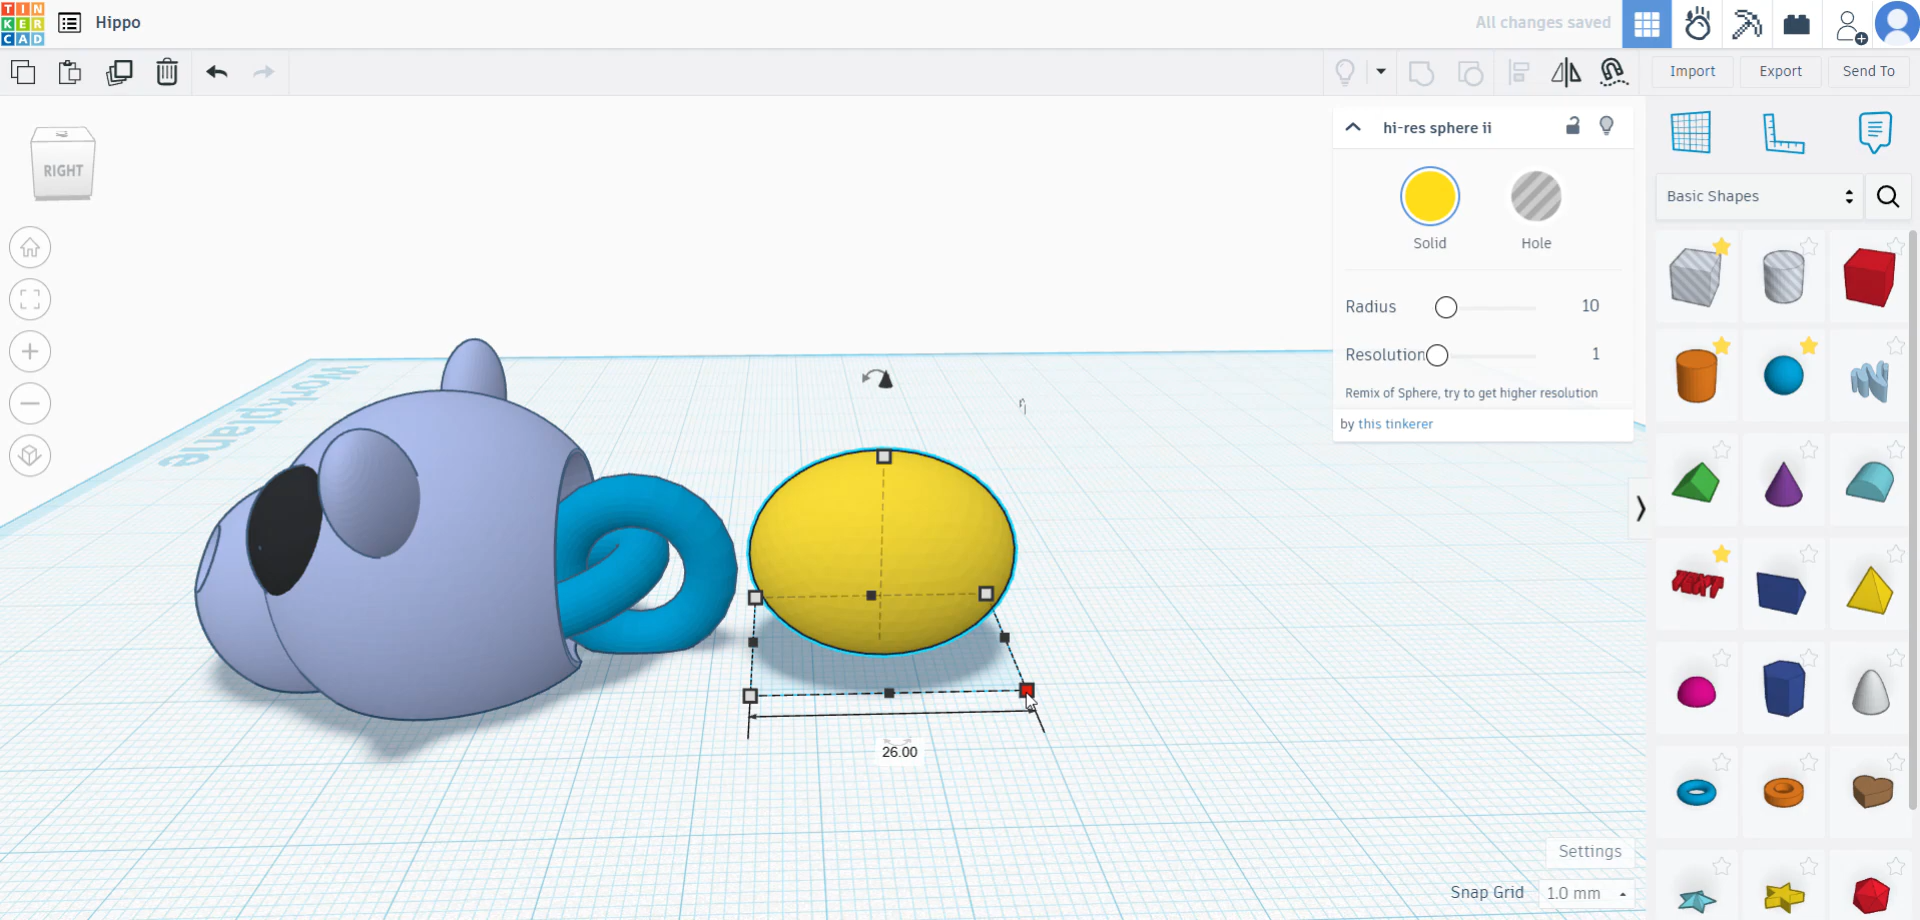 TIN
KER
CAD
Hippo
All changes saved
Import
Export
Send To
RIGHT
Workplane
hi-res sphere ii
Solid
Hole
Radius
10
Resolution
1
Remix of Sphere, try to get higher resolution
by this tinkerer
Basic Shapes
TEXT
26.00
Settings
Snap Grid
1.0 mm